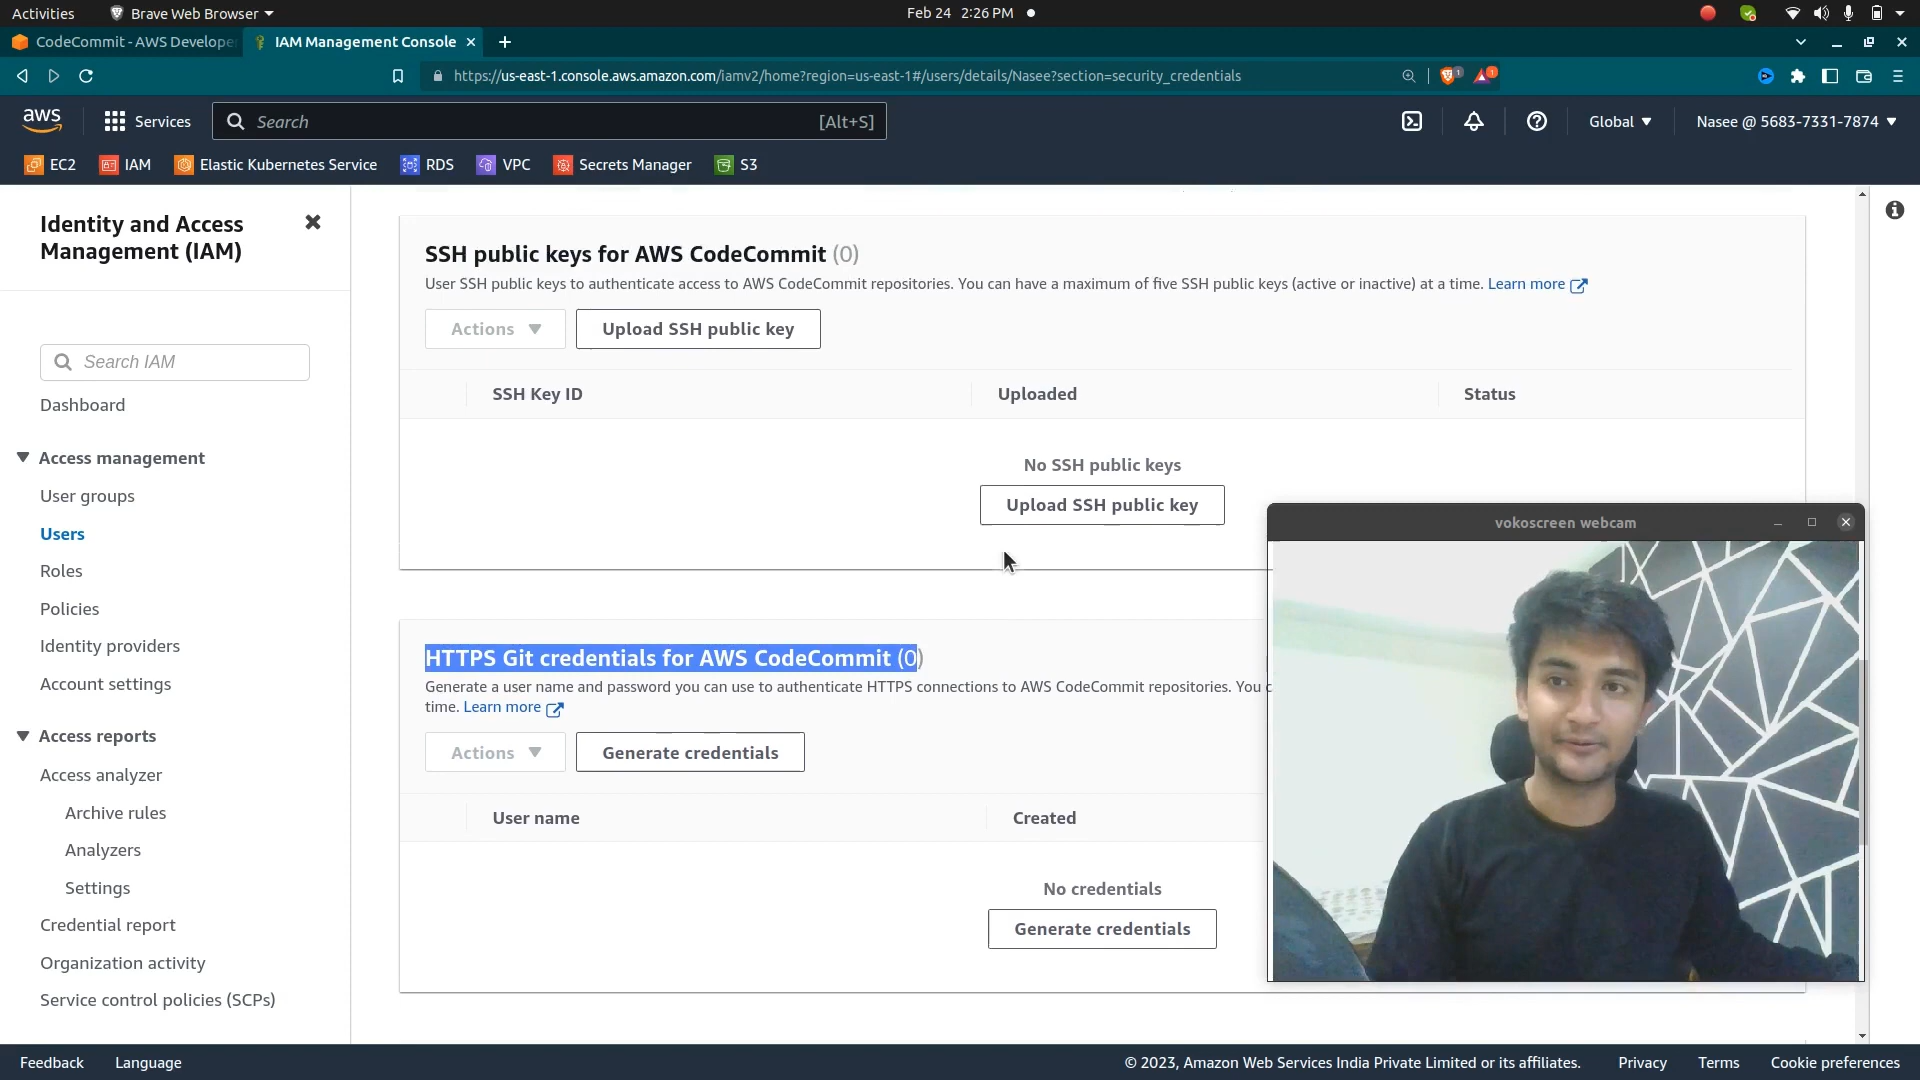 Activities
Brave Web Browser
Feb 24 2:26 PM
CodeCommit - AWS Develope
IAM Management Console
https://us-east-1.console.aws.amazon.com/iamv2/home?region=us-east-1#/users/details/Nasee?section=security_credentials
1
1
aws
Services
Search
[Alt+S]
Global
Nasee @ 5683-7331-7874
EC2
IAM
Elastic Kubernetes Service
RDS
VPC
Secrets Manager
S3
Identity and Access
Management (IAM)
Search IAM
Dashboard
Access management
User groups
Users
Roles
Policies
Identity providers
Account settings
Access reports
Access analyzer
Archive rules
Analyzers
Settings
Credential report
Organization activity
Service control policies (SCPs)
SSH public keys for AWS CodeCommit (0)
User SSH public keys to authenticate access to AWS CodeCommit repositories. You can have a maximum of five SSH public keys (active or inactive) at a time. Learn more
Actions
Upload SSH public key
SSH Key ID
Uploaded
Status
No SSH public keys
Upload SSH public key
HTTPS Git credentials for AWS CodeCommit (0)
Generate a user name and password you can use to authenticate HTTPS connections to AWS CodeCommit repositories. You c
time. Learn more
Actions
Generate credentials
User name
Created
No credentials
Generate credentials
vokoscreen webcam
Feedback
Language
© 2023, Amazon Web Services India Private Limited or its affiliates.
Privacy
Terms
Cookie preferences